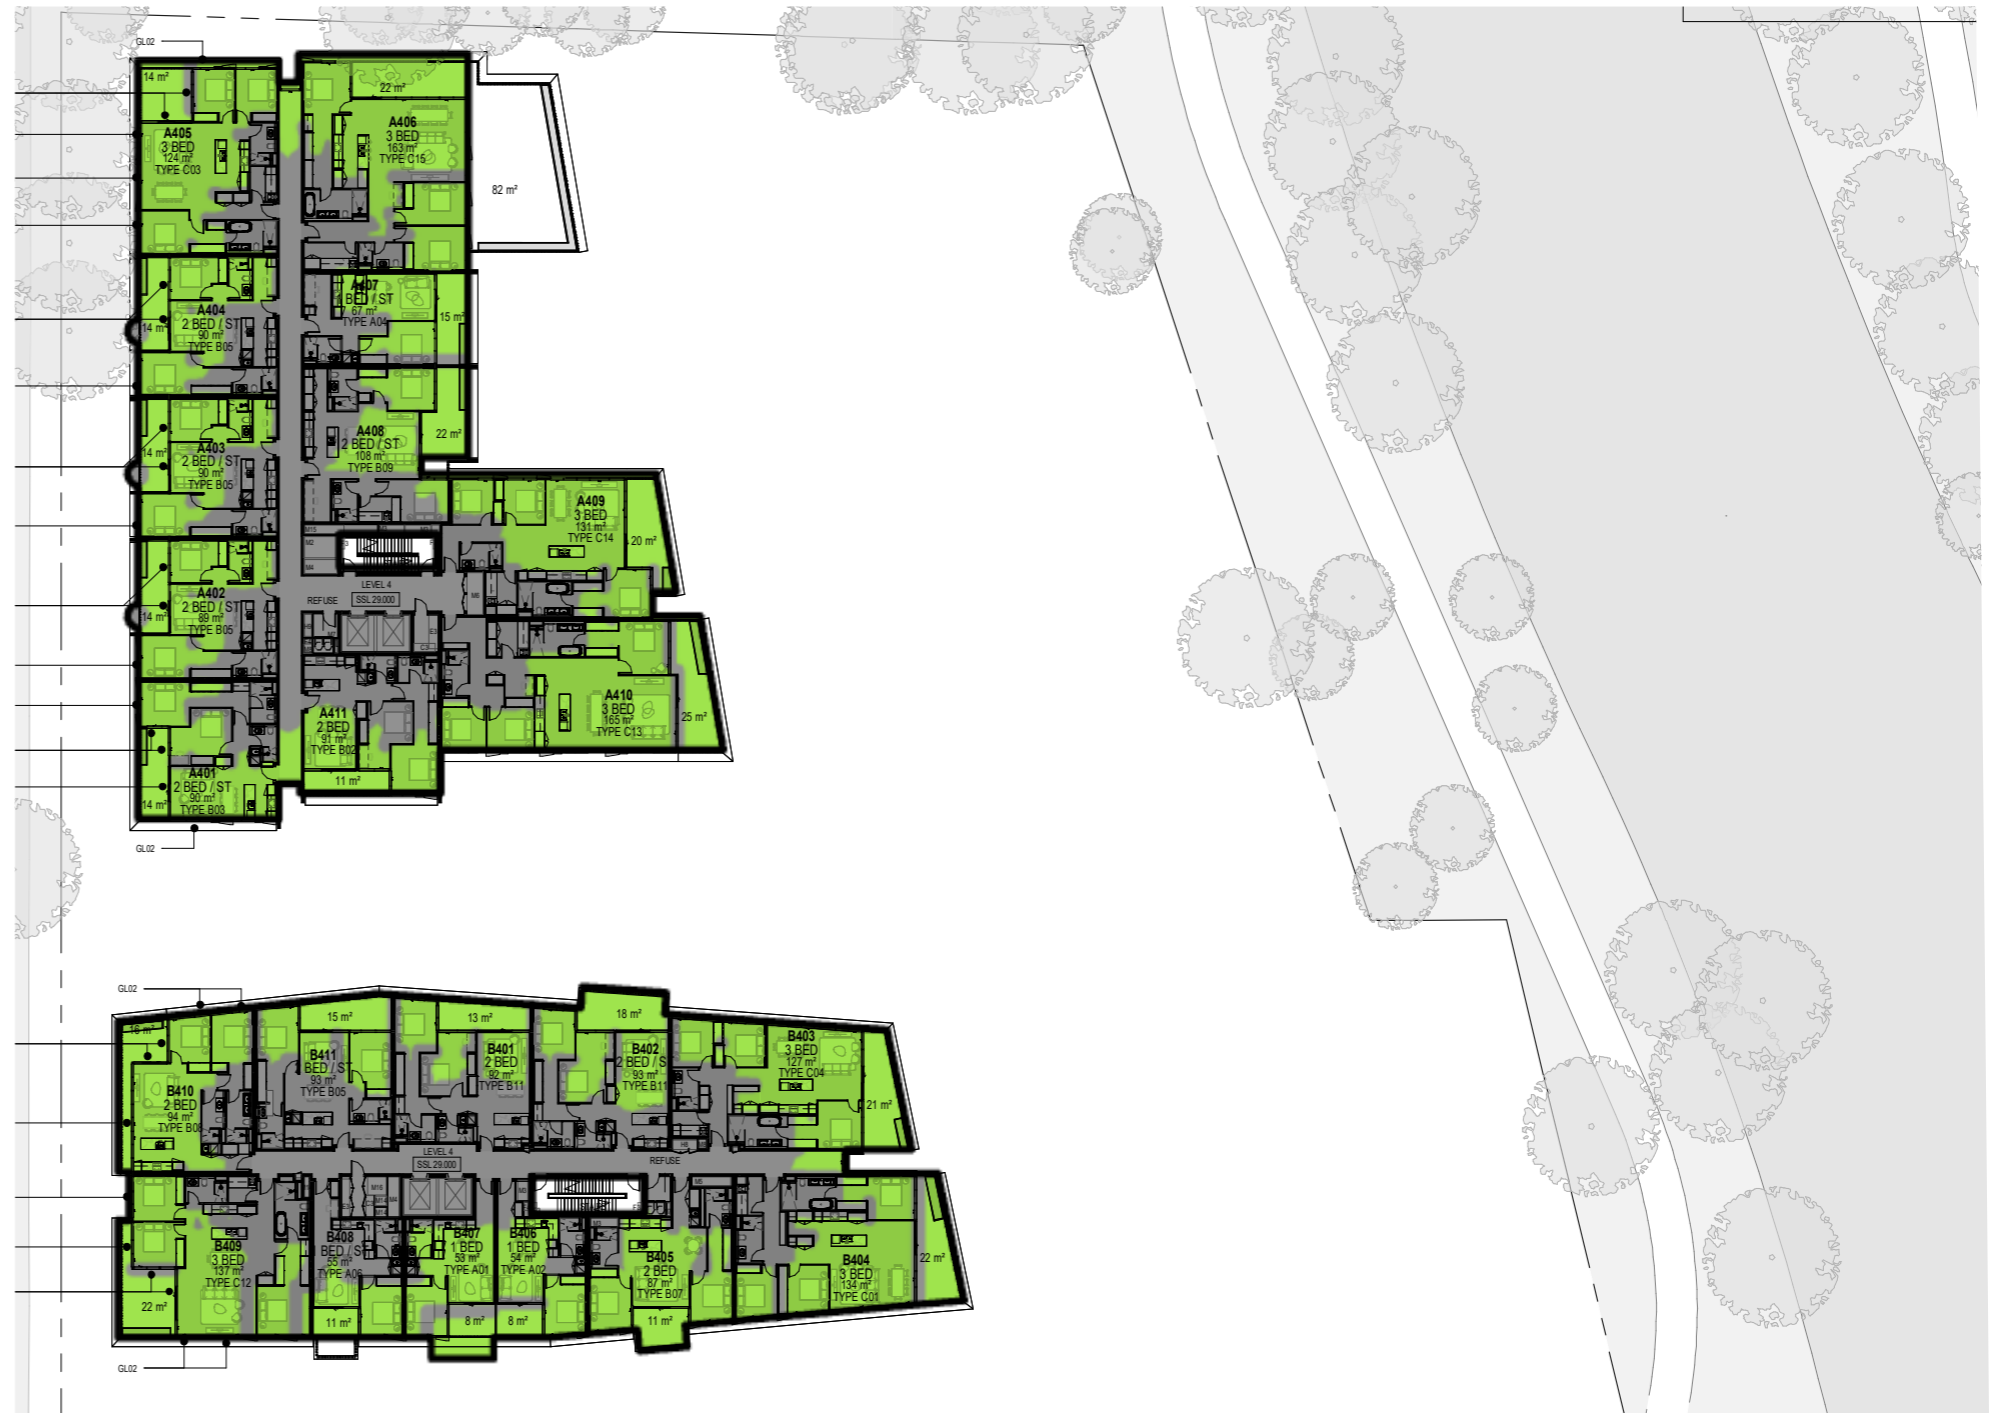 GL02
14 m²
A405
3 BED
124 m²
TYPE C03
22 m²
A406
3 BED
163 m²
TYPE C15
82 m²
A404
2 BED / ST
90 m²
TYPE B05
14 m²
A407
1 BED / ST
67 m²
TYPE A04
15 m²
A403
2 BED / ST
90 m²
TYPE B05
14 m²
A408
2 BED / ST
108 m²
TYPE B09
22 m²
A409
3 BED
131 m²
TYPE C14
20 m²
M2
M4
LEVEL 4
SSL 29.000
REFUSE
M6
A402
2 BED / ST
89 m²
TYPE B05
14 m²
A410
3 BED
165 m²
TYPE C13
25 m²
A411
2 BED
91 m²
TYPE B02
11 m²
A401
2 BED / ST
90 m²
TYPE B03
14 m²
GL02
GL02
16 m²
15 m²
13 m²
18 m²
B410
2 BED
94 m²
B411
93 m²
TYPE B05
B401
2 BED
92 m²
TYPE B11
B402
93 m²
TYPE B11
B403
3 BED
127 m²
TYPE C04
21 m²
LEVEL 4
SSL 29.000
REFUSE
B409
3 BED
137 m²
TYPE C12
22 m²
B408
1 BED / ST
55 m²
TYPE A06
11 m²
B407
1 BED
53 m²
TYPE A01
8 m²
B406
1 BED
54 m²
TYPE A02
8 m²
B405
2 BED
87 m²
TYPE B07
11 m²
B404
3 BED
134 m²
TYPE C01
22 m²
GL02